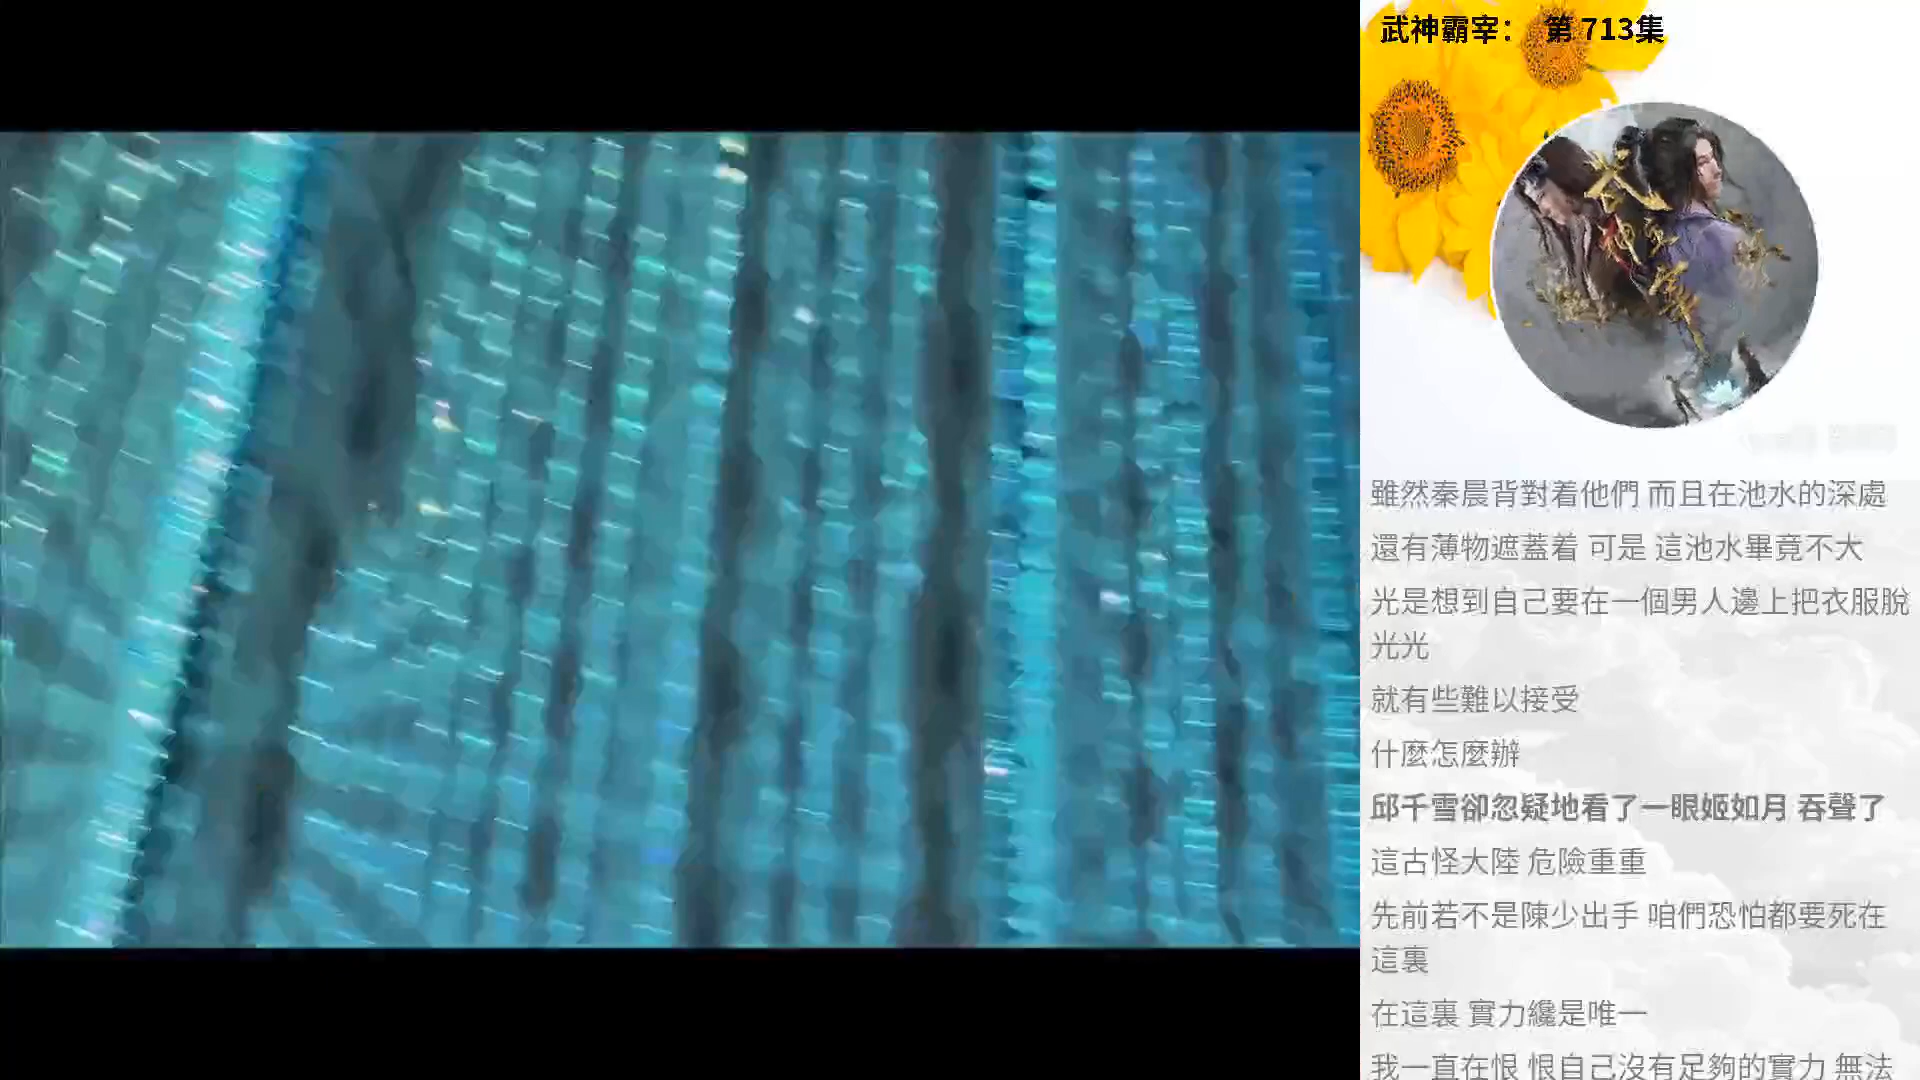 武神霸宰： 第 713集
雖然秦晨背對着他們 而且在池水的深處
還有薄物遮蓋着 可是 這池水畢竟不大
光是想到自己要在一個男人邊上把衣服脫
光光
就有些難以接受
什麼怎麼辦
邱千雪卻忽疑地看了一眼姬如月 吞聲了
這古怪大陸 危險重重
先前若不是陳少出手 咱們恐怕都要死在
這裏
在這裏 實力纔是唯一
我一直在恨 恨自己沒有足夠的實力 無法